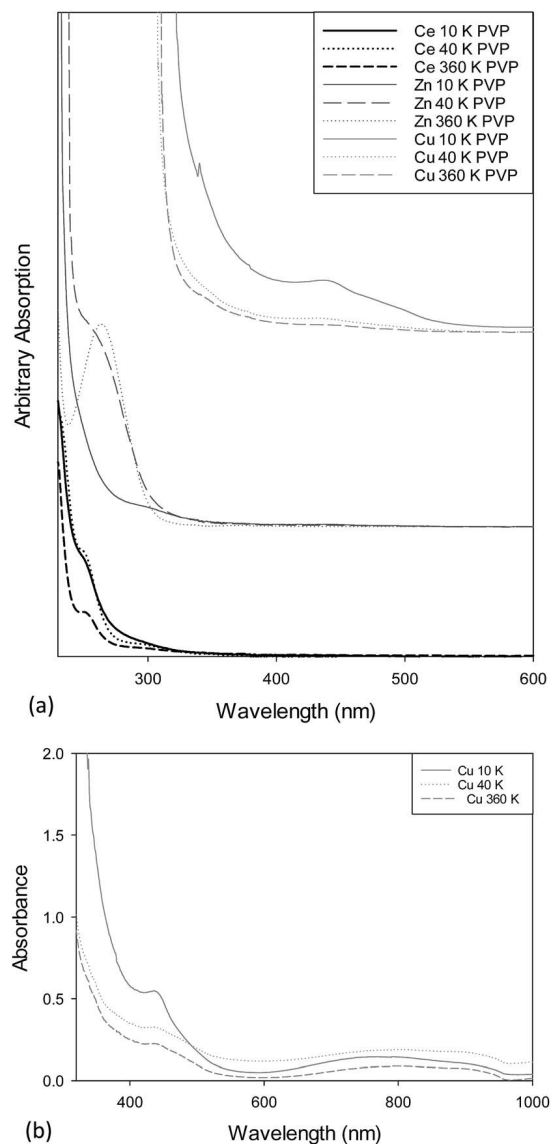 Ce 10 K PVP
Ce 40 K PVP
Ce 360 K PVP
Zn 10 K PVP
Zn 40 K PVP
Zn 360 K PVP
Cu 10 K PVP
Cu 40 K PVP
Cu 360 K PVP
Arbitrary Absorption
300
400
500
600
(a)
Wavelength (nm)
2.0
1.5
1.0
0.5
0.0
Absorbance
Cu 10 K
Cu 40 K
Cu 360 K
400
600
800
1000
(b)
Wavelength (nm)